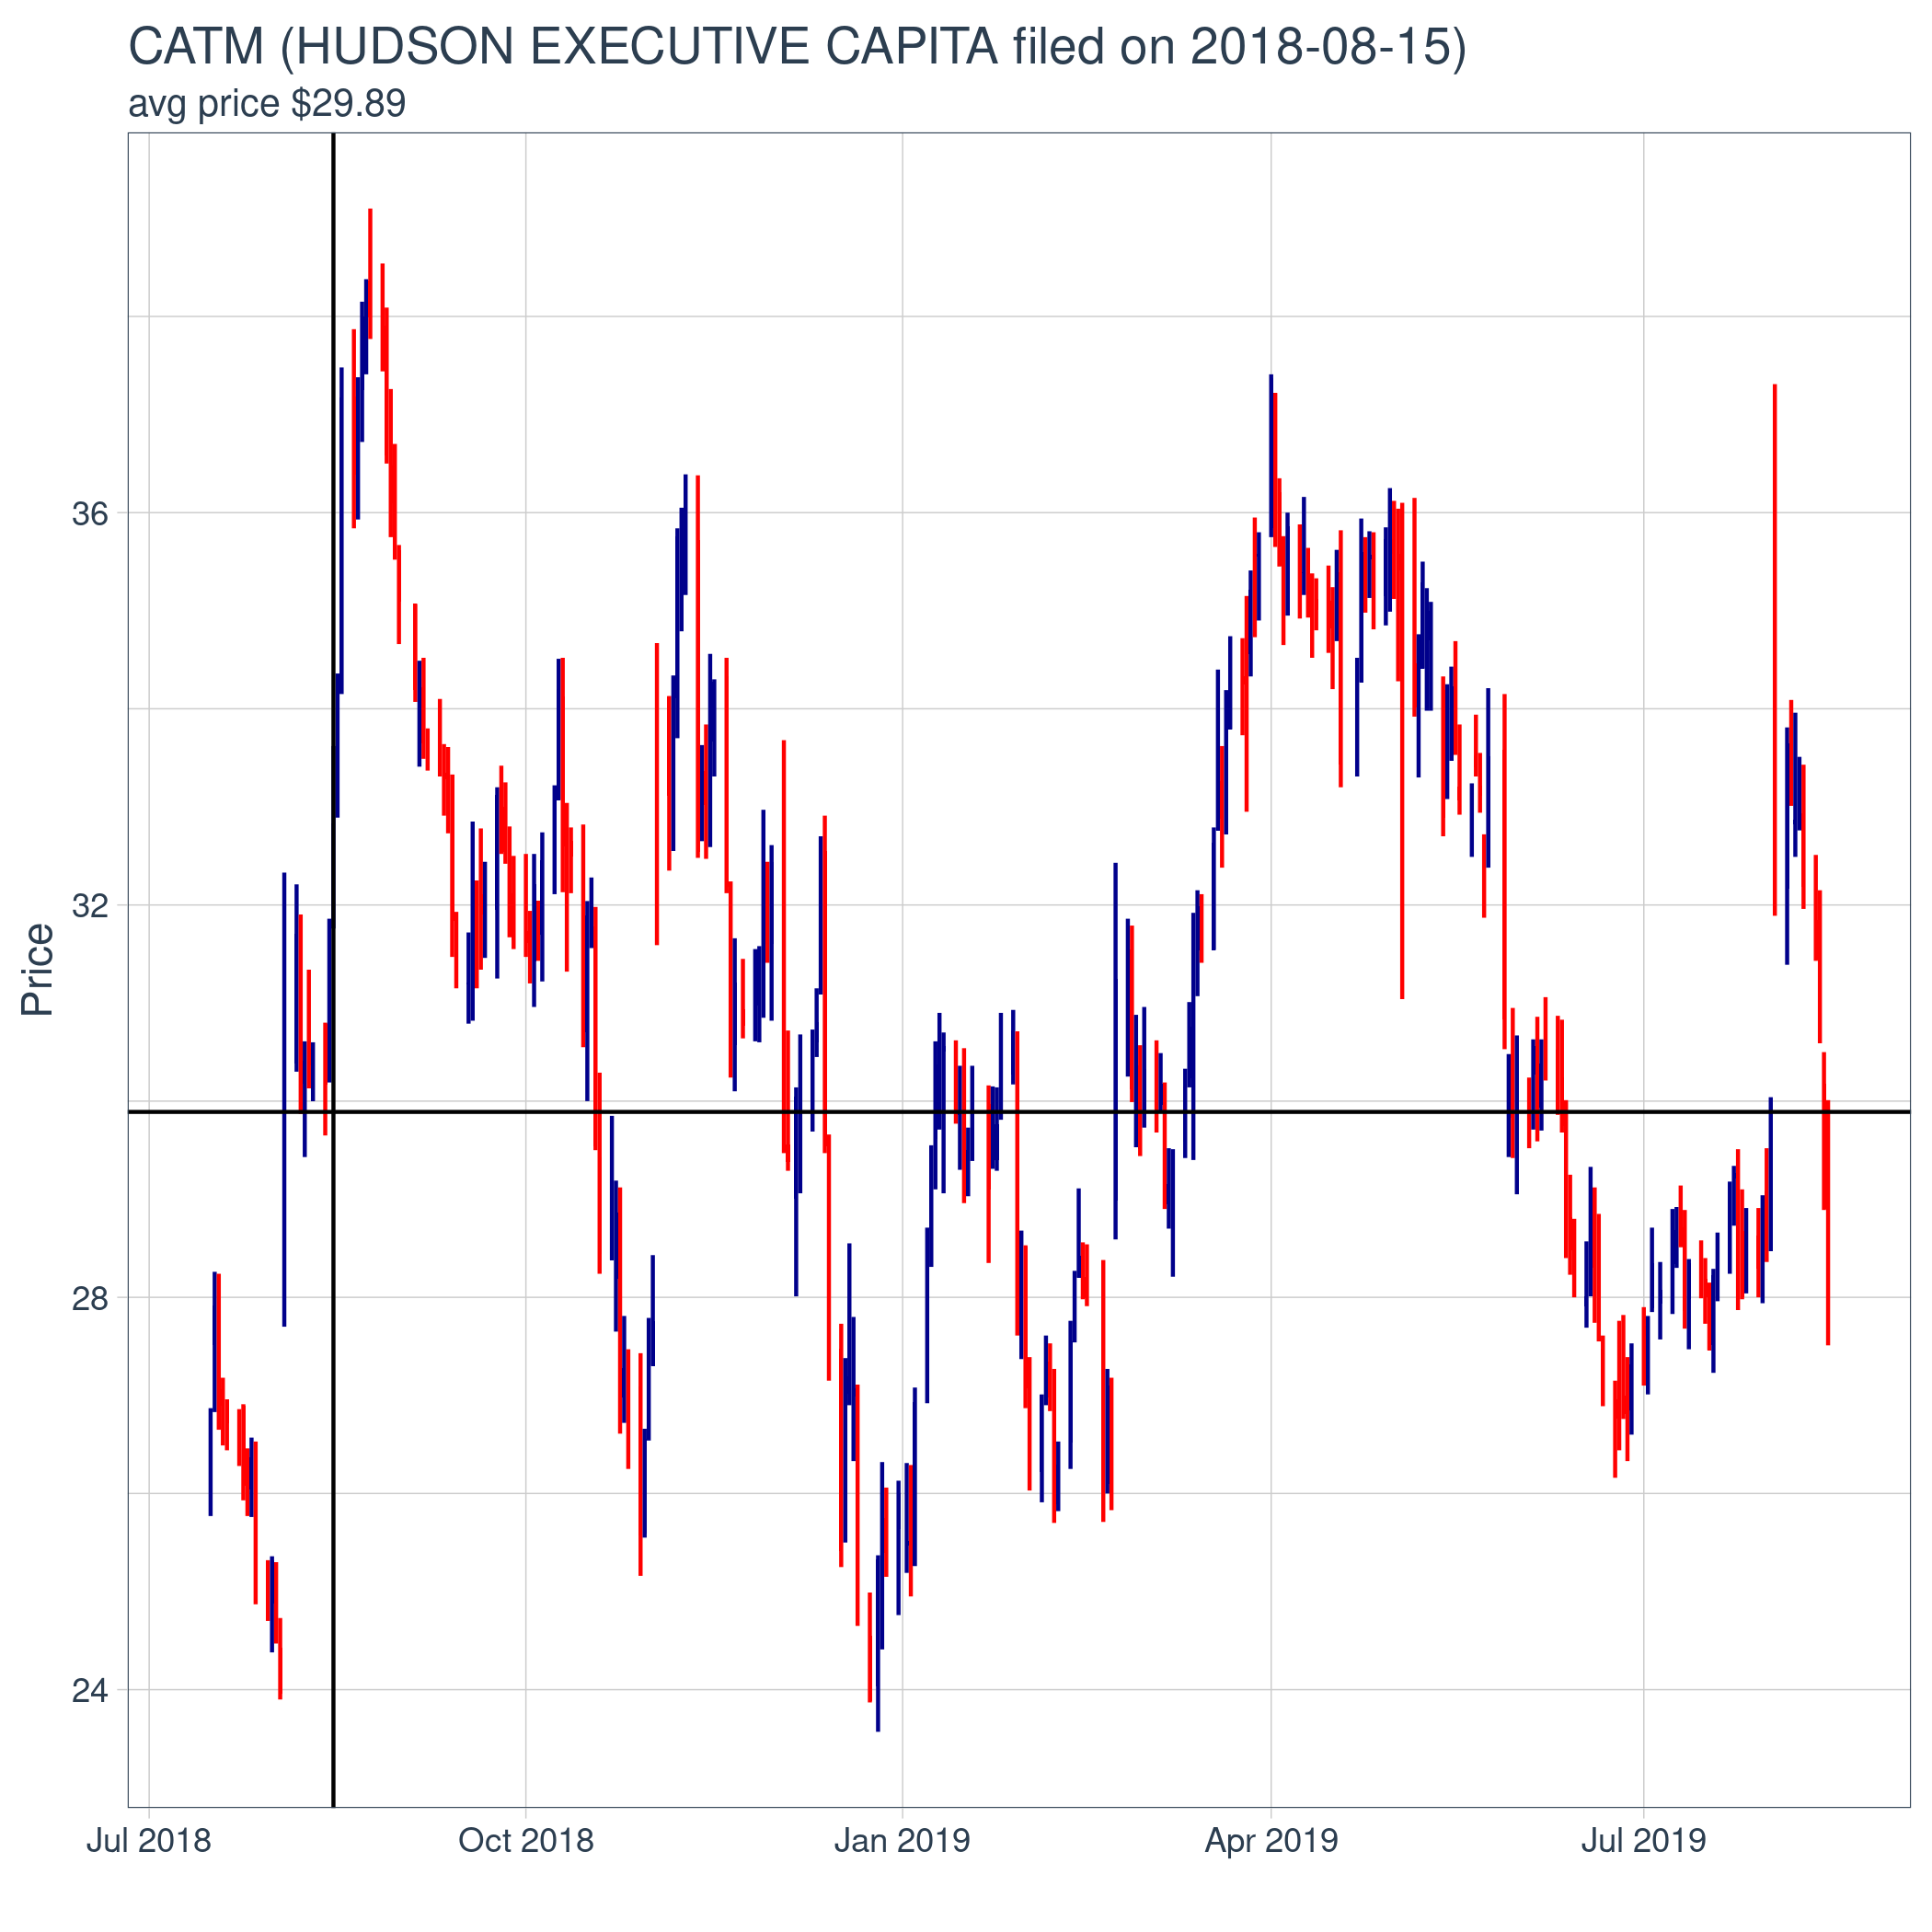 CATM (HUDSON EXECUTIVE CAPITA filed on 2018-08-15)
avg price $29.89
Price
36
32
28
24
Jul 2018
Oct 2018
Jan 2019
Apr 2019
Jul 2019